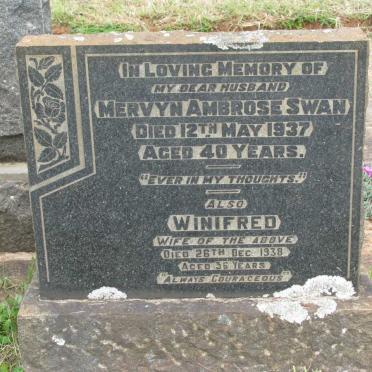 In Loving Memory of
my dear husband
Mervyn Ambrose Swan
Died 12th May 1937
Aged 40 Years.
"Ever in my thoughts."
Also
Winifred
Wife of the above
Died 26th Dec. 1938
Aged 36 Years
"Always Courageous"